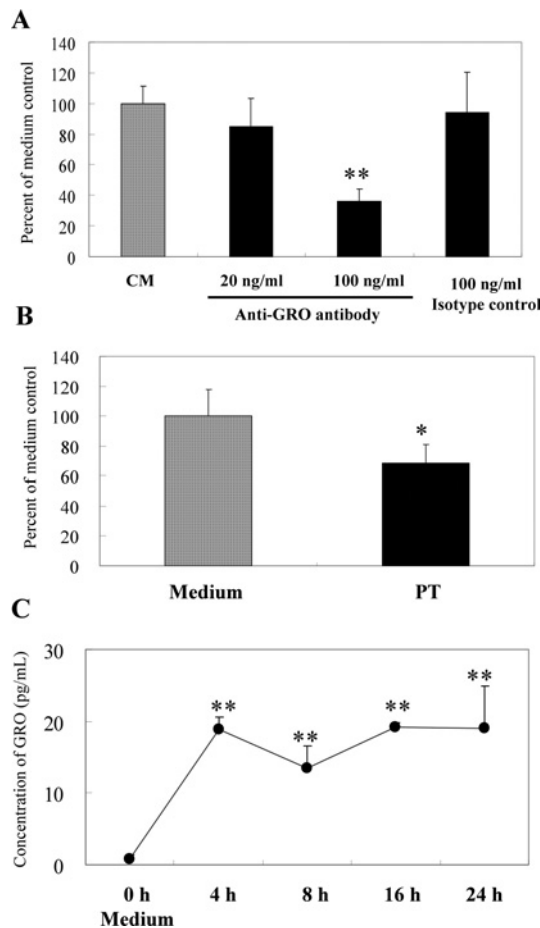 A
Percent of medium control
140
120
100
80
60
40
20
0
**
CM
20 ng/ml
100 ng/ml
100 ng/ml
Isotype control
Anti-GRO antibody
B
Percent of medium control
140
120
100
80
60
40
20
0
*
Medium
PT
C
Concentration of GRO (pg/mL)
30
20
10
0
**
**
**
**
0 h
4 h
8 h
16 h
24 h
Medium